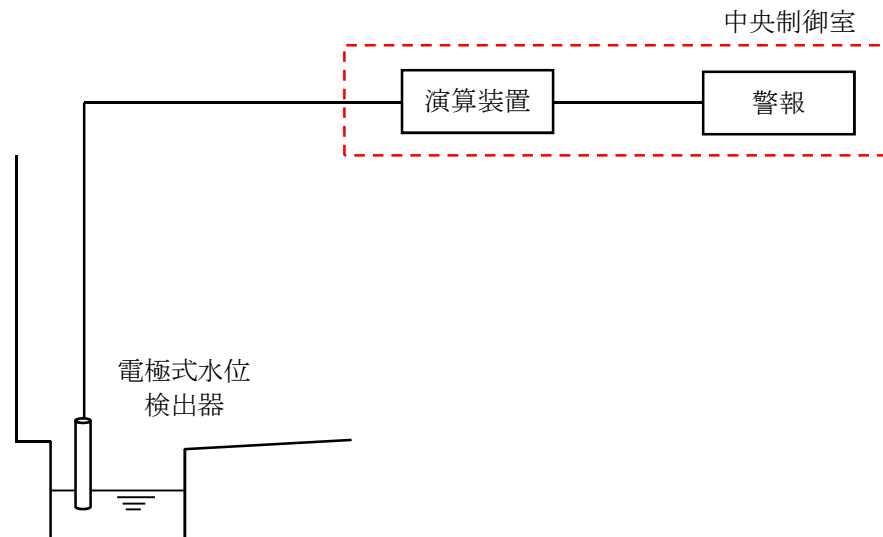 中央制御室
演算装置
警報
電極式水位
検出器